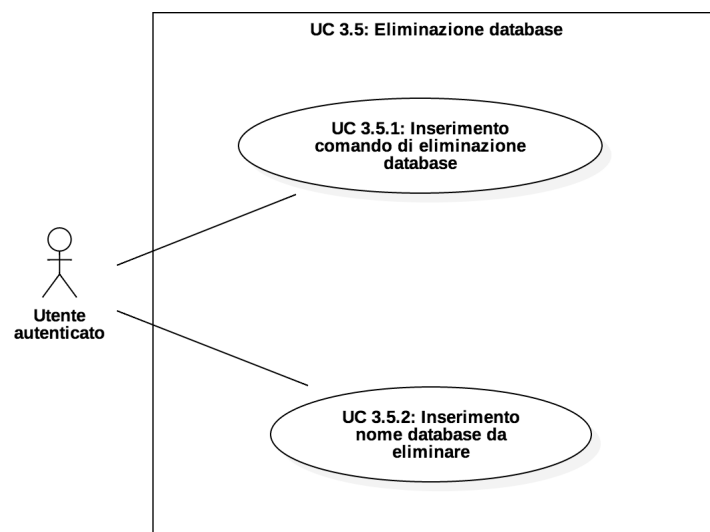 UC 3.5: Eliminazione database
UC 3.5.1: Inserimento
comando di eliminazione
database
Utente
autenticato
UC 3.5.2: Inserimento
nome database da
eliminare